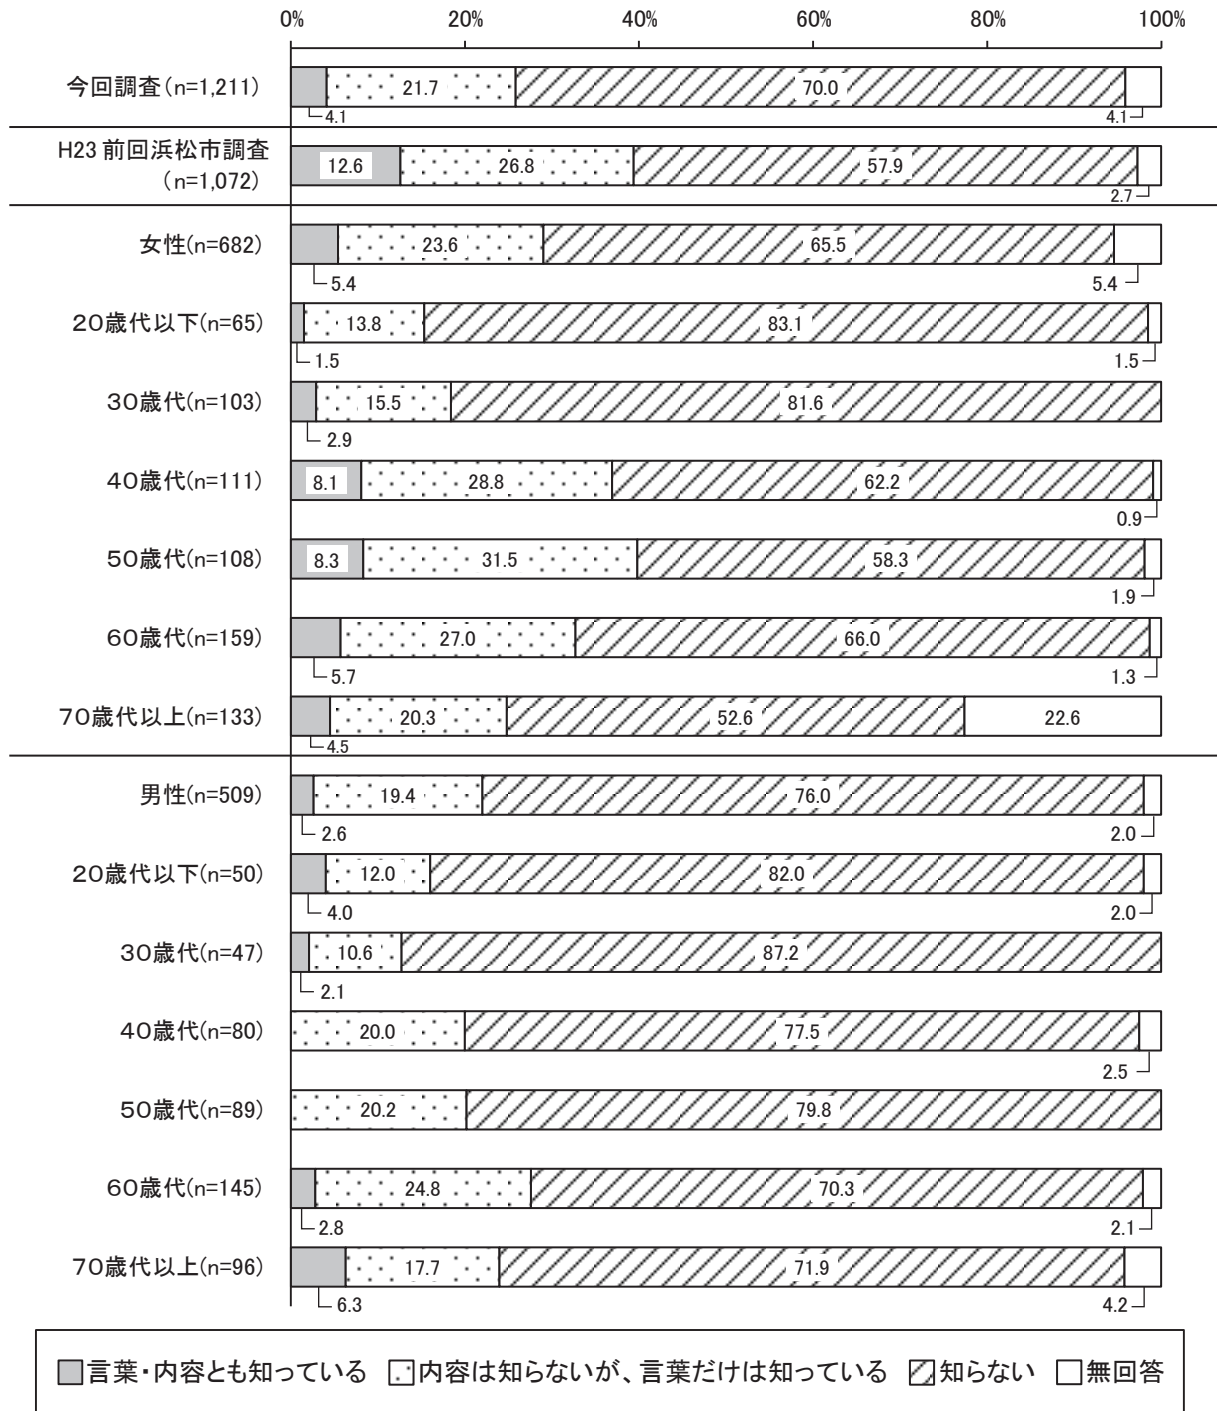 0% 20% 40% 60% 80% 100%
今回調査(n=1,211) 21.7 70.0
4.1 4.1
H23 前回浜松市調査
(n=1,072) 12.6 26.8 57.9
2.7
女性(n=682) 23.6 65.5
5.4 5.4
20歳代以下(n=65) 13.8 83.1
1.5 1.5
30歳代(n=103) 15.5 81.6
2.9
40歳代(n=111) 8.1 28.8 62.2
0.9
50歳代(n=108) 8.3 31.5 58.3
1.9
60歳代(n=159) 27.0 66.0
5.7 1.3
70歳代以上(n=133) 20.3 52.6 22.6
4.5
男性(n=509) 19.4 76.0
2.6 2.0
20歳代以下(n=50) 12.0 82.0
4.0 2.0
30歳代(n=47) 10.6 87.2
2.1
40歳代(n=80) 20.0 77.5
2.5
50歳代(n=89) 20.2 79.8
60歳代(n=145) 24.8 70.3
2.8 2.1
70歳代以上(n=96) 17.7 71.9
6.3 4.2
言葉・内容とも知っている 内容は知らないが、言葉だけは知っている 知らない 無回答